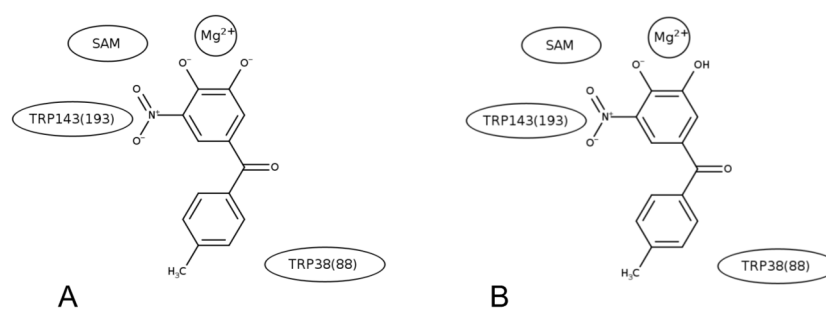 SAM
Mg²⁺
O⁻
O⁻
O
N⁺
TRP143(193)
O⁻
O
H₃C
TRP38(88)
A
SAM
Mg²⁺
O⁻
OH
O
N⁺
TRP143(193)
O⁻
O
H₃C
TRP38(88)
B